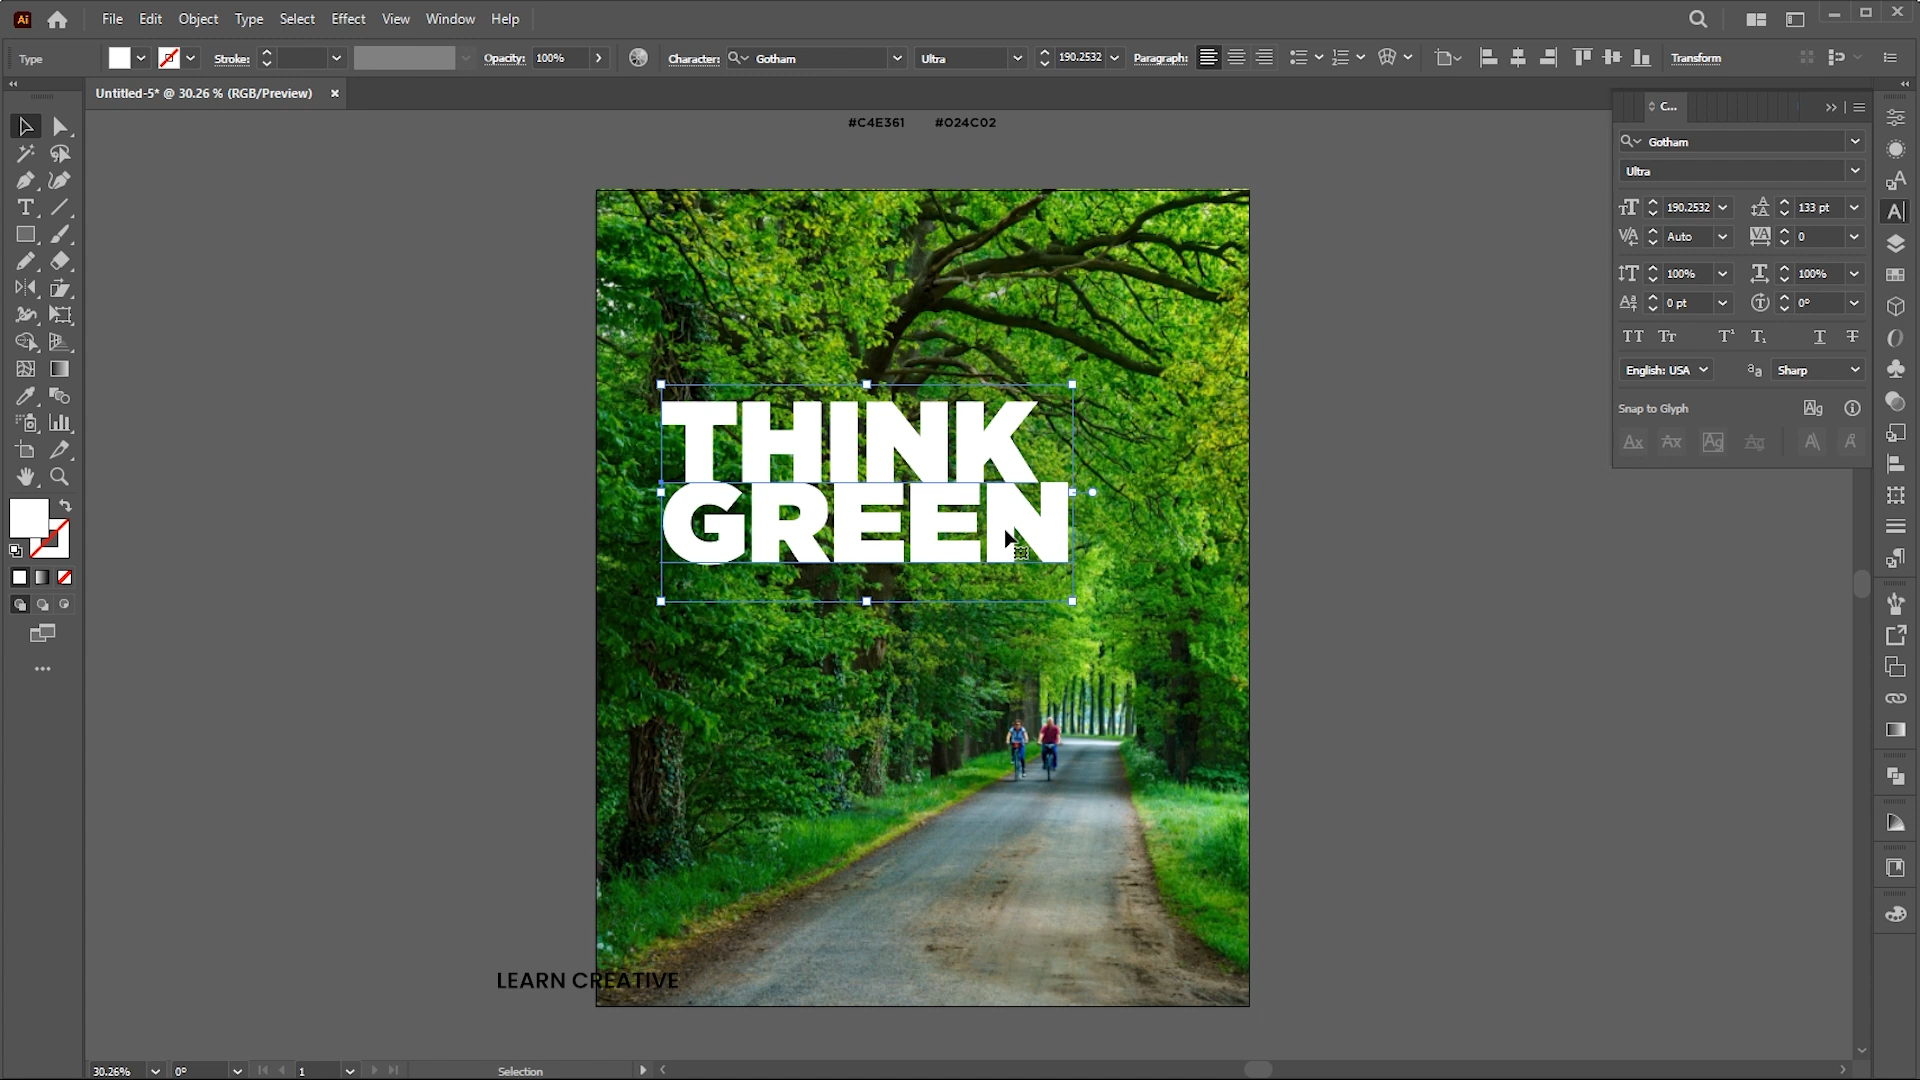 Ai File Edit Object Type Select Effect View Window Help
Type Stroke: Opacity: 100% Character: Gotham Ultra 190.2532 Paragraph: Transform
Untitled-5* @ 30.26 % (RGB/Preview) ×
#C4E361 #024C02
C...
Gotham
Ultra
190.2532 133 pt
Auto 0
100% 100%
0 pt 0°
English: USA Sharp
Snap to Glyph
THINK
GREEN
LEARN CREATIVE
30.26% 0° 1 Selection